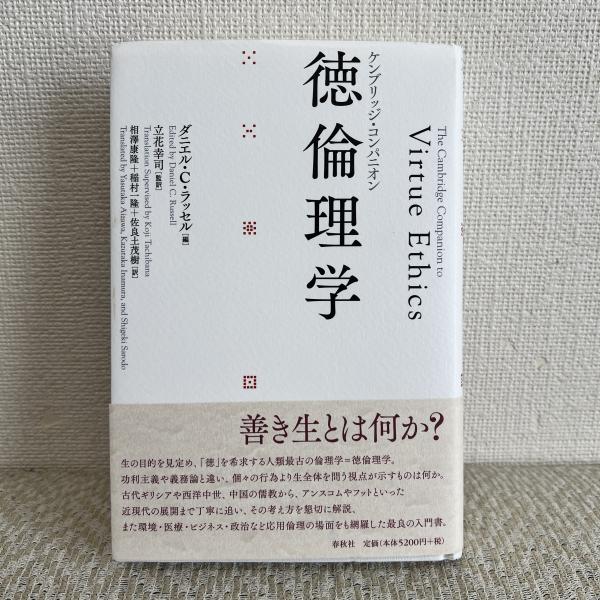 ケンブリッジ・コンパニオン
徳倫理学
The Cambridge Companion to
Virtue Ethics
ダニエル・C・ラッセル[編]
Edited by Daniel C. Russell
立花幸司[監訳]
Translation Supervised by Koji Tachibana
相澤康隆+稲村一隆+佐良土茂樹[訳]
Translated by Yasutaka Aizawa, Kazutaka Inamura, and Shigeki Sarodo
善き生とは何か?
生の目的を見定め、「徳」を希求する人類最古の倫理学=徳倫理学。
功利主義や義務論と違い、個々の行為より生全体を問う視点が示すものは何か。
古代ギリシアや西洋中世、中国の儒教から、アンスコムやフットといった
近現代の展開まで丁寧に追い、その考え方を懇切に解説、
また環境・医療・ビジネス・政治など応用倫理の場面をも網羅した最良の入門書。
春秋社 定価(本体5200円+税)